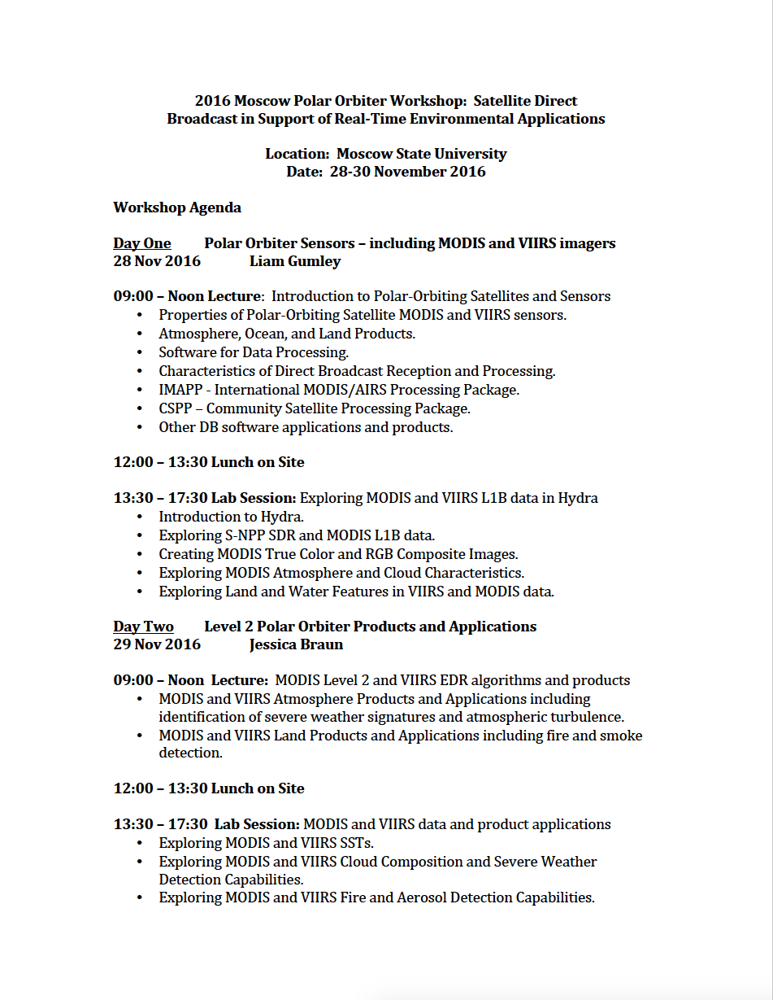 2016 Moscow Polar Orbiter Workshop:  Satellite Direct
Broadcast in Support of Real-Time Environmental Applications
Location:  Moscow State University
Date:  28-30 November 2016
Workshop Agenda
Day One Polar Orbiter Sensors – including MODIS and VIIRS imagers
28 Nov 2016 Liam Gumley
09:00 – Noon Lecture:  Introduction to Polar-Orbiting Satellites and Sensors
• Properties of Polar-Orbiting Satellite MODIS and VIIRS sensors.
• Atmosphere, Ocean, and Land Products.
• Software for Data Processing.
• Characteristics of Direct Broadcast Reception and Processing.
• IMAPP - International MODIS/AIRS Processing Package.
• CSPP – Community Satellite Processing Package.
• Other DB software applications and products.
12:00 – 13:30 Lunch on Site
13:30 – 17:30 Lab Session: Exploring MODIS and VIIRS L1B data in Hydra
• Introduction to Hydra.
• Exploring S-NPP SDR and MODIS L1B data.
• Creating MODIS True Color and RGB Composite Images.
• Exploring MODIS Atmosphere and Cloud Characteristics.
• Exploring Land and Water Features in VIIRS and MODIS data.
Day Two Level 2 Polar Orbiter Products and Applications
29 Nov 2016 Jessica Braun
09:00 – Noon  Lecture:  MODIS Level 2 and VIIRS EDR algorithms and products
• MODIS and VIIRS Atmosphere Products and Applications including
identification of severe weather signatures and atmospheric turbulence.
• MODIS and VIIRS Land Products and Applications including fire and smoke
detection.
12:00 – 13:30 Lunch on Site
13:30 – 17:30  Lab Session: MODIS and VIIRS data and product applications
• Exploring MODIS and VIIRS SSTs.
• Exploring MODIS and VIIRS Cloud Composition and Severe Weather
Detection Capabilities.
• Exploring MODIS and VIIRS Fire and Aerosol Detection Capabilities.